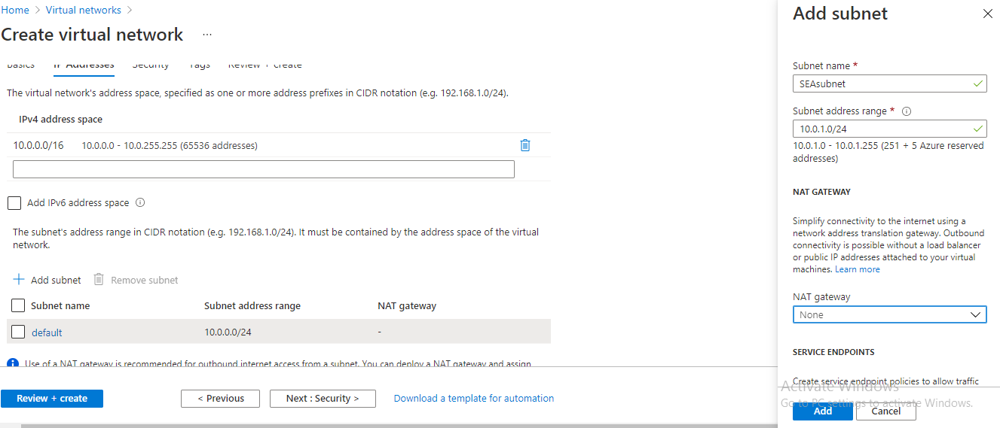 Home > Virtual networks >
Create virtual network ...
Basics IP Addresses Security Tags Review + create
The virtual network's address space, specified as one or more address prefixes in CIDR notation (e.g. 192.168.1.0/24).
IPv4 address space
10.0.0.0/16 10.0.0.0 - 10.0.255.255 (65536 addresses)
Add IPv6 address space
The subnet's address range in CIDR notation (e.g. 192.168.1.0/24). It must be contained by the address space of the virtual
network.
+ Add subnet Remove subnet
Subnet name Subnet address range NAT gateway
default 10.0.0.0/24 -
Use of a NAT gateway is recommended for outbound internet access from a subnet. You can deploy a NAT gateway and assign
Review + create < Previous Next : Security > Download a template for automation
Add subnet
Subnet name *
SEAsubnet
Subnet address range *
10.0.1.0/24
10.0.1.0 - 10.0.1.255 (251 + 5 Azure reserved
addresses)
NAT GATEWAY
Simplify connectivity to the internet using a
network address translation gateway. Outbound
connectivity is possible without a load balancer
or public IP addresses attached to your virtual
machines. Learn more
NAT gateway
None
SERVICE ENDPOINTS
Create service endpoint policies to allow traffic
Activate Windows
Go to PC settings to activate Windows.
Add Cancel